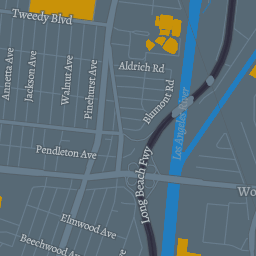 Tweedy Blvd
Aldrich Rd
Annetta Ave
Jackson Ave
Walnut Ave
Pinehurst Ave
Blumont Rd
Los Angeles River
Pendleton Ave
Long Beach Fwy
Wo
Elmwood Ave
Beechwood Ave